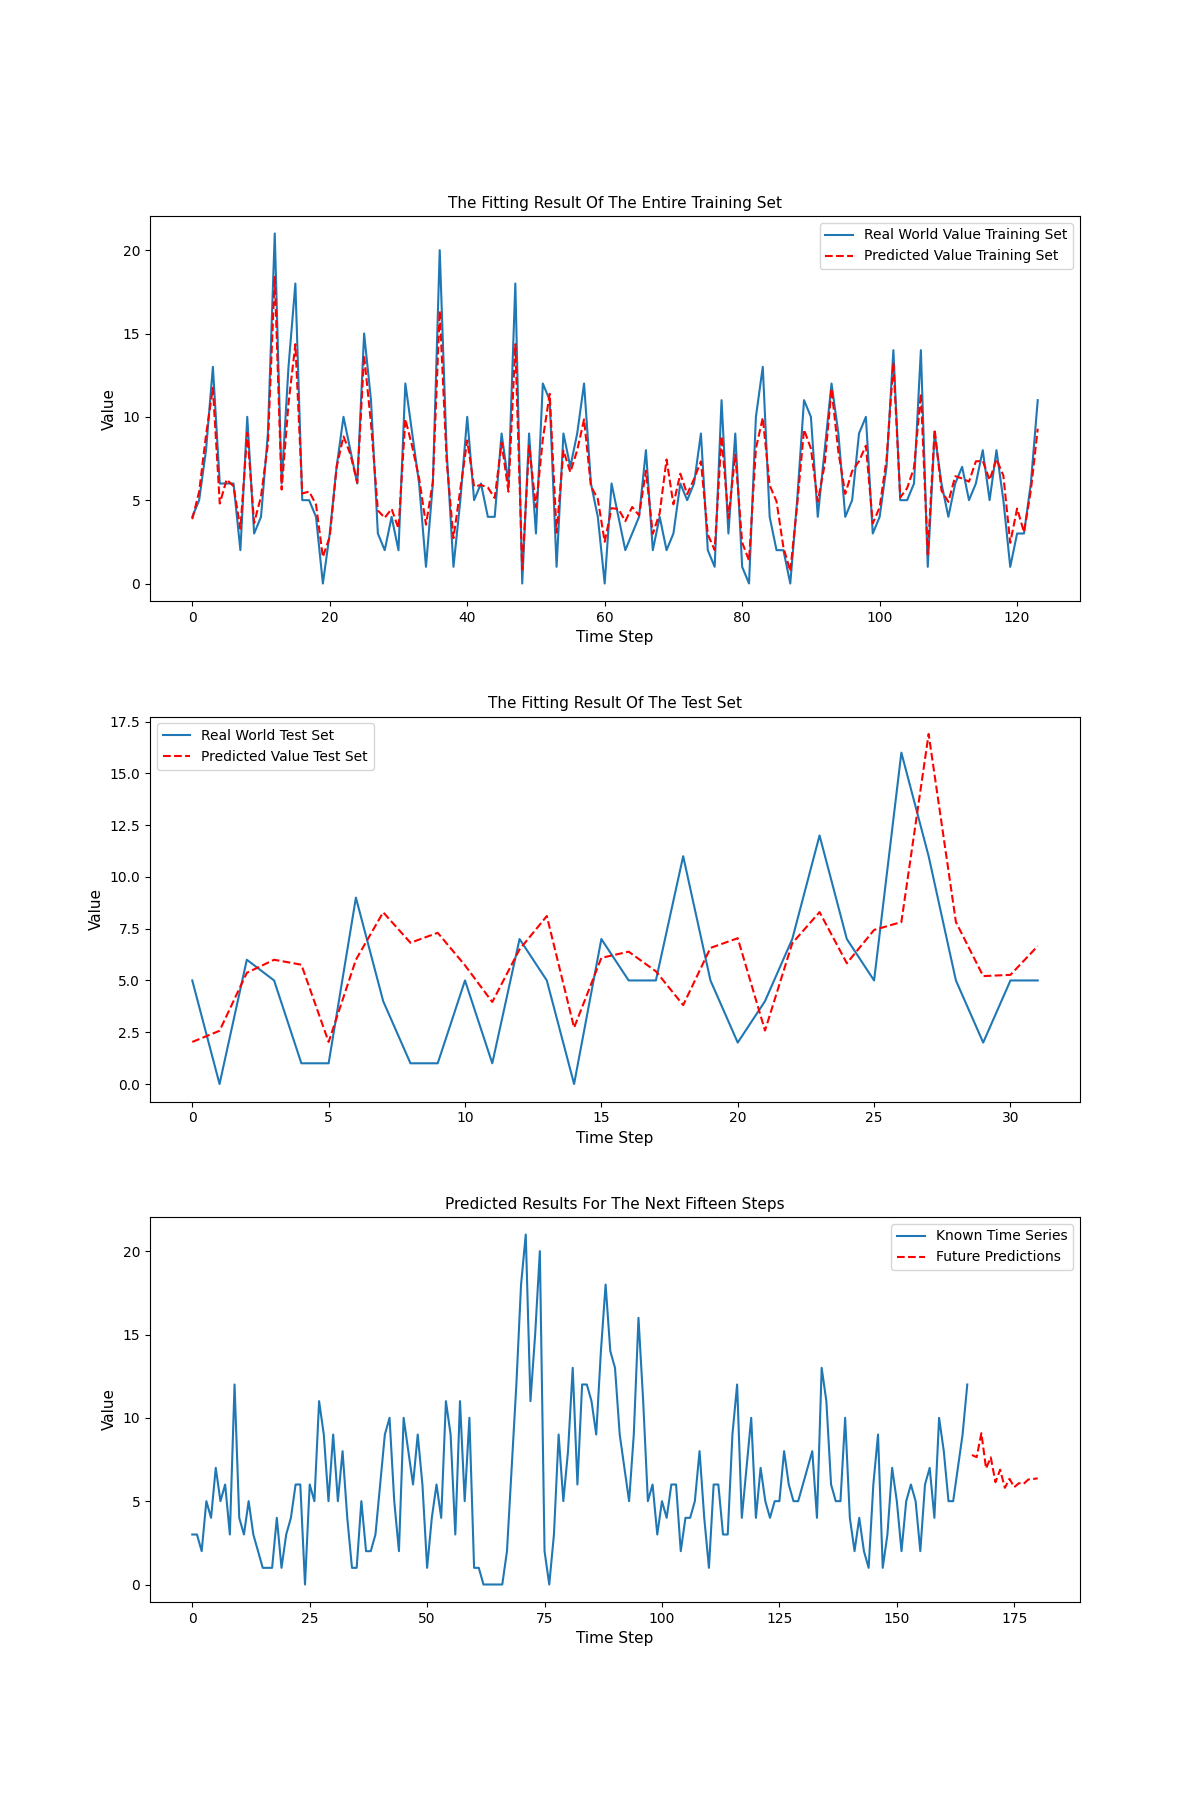 The Fitting Result Of The Entire Training Set
Real World Value Training Set
Predicted Value Training Set
Value
20
15
10
5
0
0 20 40 60 80 100 120
Time Step
The Fitting Result Of The Test Set
Real World Test Set
Predicted Value Test Set
Value
17.5
15.0
12.5
10.0
7.5
5.0
2.5
0.0
0 5 10 15 20 25 30
Time Step
Predicted Results For The Next Fifteen Steps
Known Time Series
Future Predictions
Value
20
15
10
5
0
0 25 50 75 100 125 150 175
Time Step